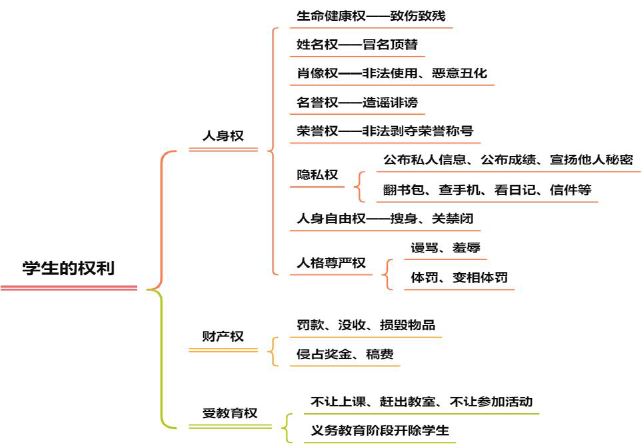 学生的权利
人身权
生命健康权——致伤致残
姓名权——冒名顶替
肖像权——非法使用、恶意丑化
名誉权——造谣诽谤
荣誉权——非法剥夺荣誉称号
隐私权
公布私人信息、公布成绩、宣扬他人秘密
翻书包、查手机、看日记、信件等
人身自由权——搜身、关禁闭
人格尊严权
谩骂、羞辱
体罚、变相体罚
财产权
罚款、没收、损毁物品
侵占奖金、稿费
受教育权
不让上课、赶出教室、不让参加活动
义务教育阶段开除学生